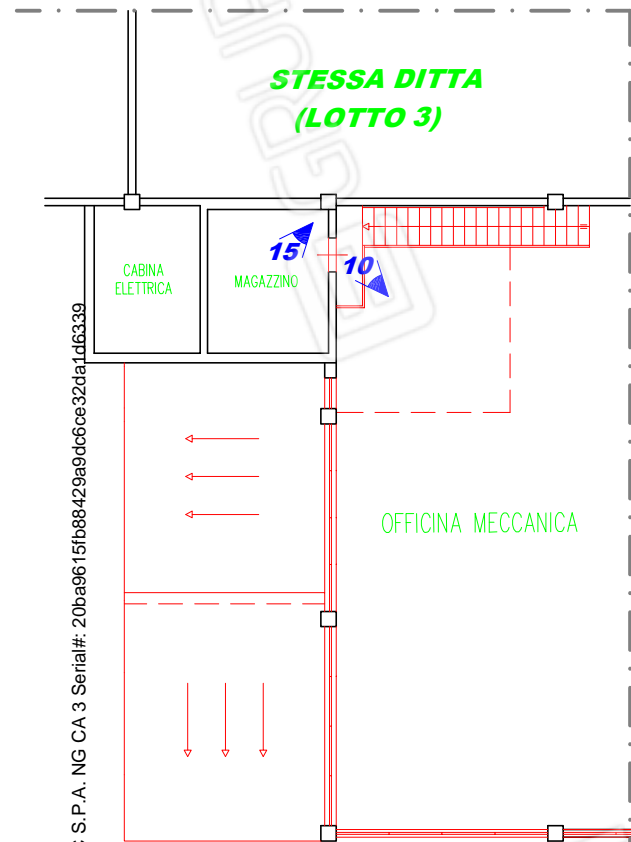 STESSA DITTA
(LOTTO 3)
15
10
CABINA
ELETTRICA
MAGAZZINO
OFFICINA MECCANICA
S.P.A. NG CA 3 Serial#: 20ba9615fb88429a9dc6ce32da1d6339